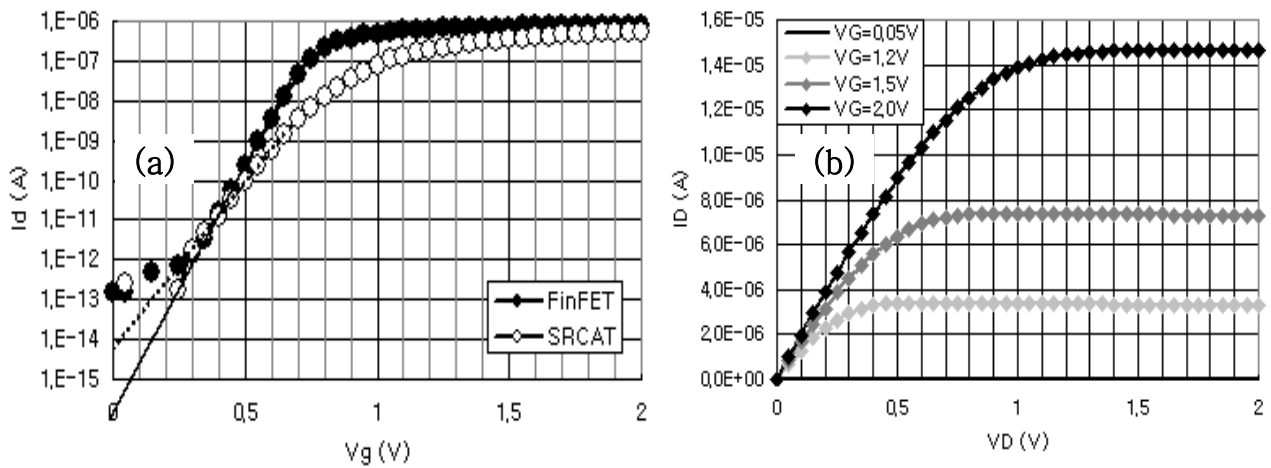 1,E-06
1,E-07
1,E-08
1,E-09
1,E-10
1,E-11
1,E-12
1,E-13
1,E-14
1,E-15
Id (A)
(a)
FinFET
SRCAT
0
0,5
1
1,5
2
Vg (V)
1,6E-05
1,4E-05
1,2E-05
1,0E-05
8,0E-06
6,0E-06
4,0E-06
2,0E-06
0,0E+00
ID (A)
VG=0,05V
VG=1,2V
VG=1,5V
VG=2,0V
(b)
0
0,5
1
1,5
2
VD (V)